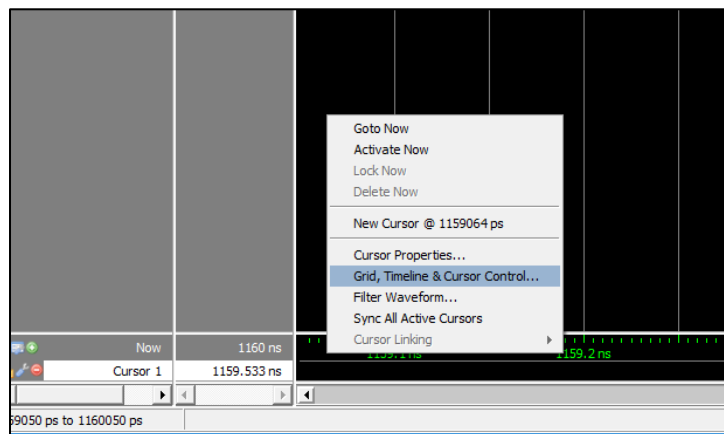 Goto Now
Activate Now
Lock Now
Delete Now
New Cursor @ 1159064 ps
Cursor Properties...
Grid, Timeline & Cursor Control...
Filter Waveform...
Sync All Active Cursors
Cursor Linking
Now 1160 ns
1159.2 ns
Cursor 1 1159.533 ns
59050 ps to 1160050 ps